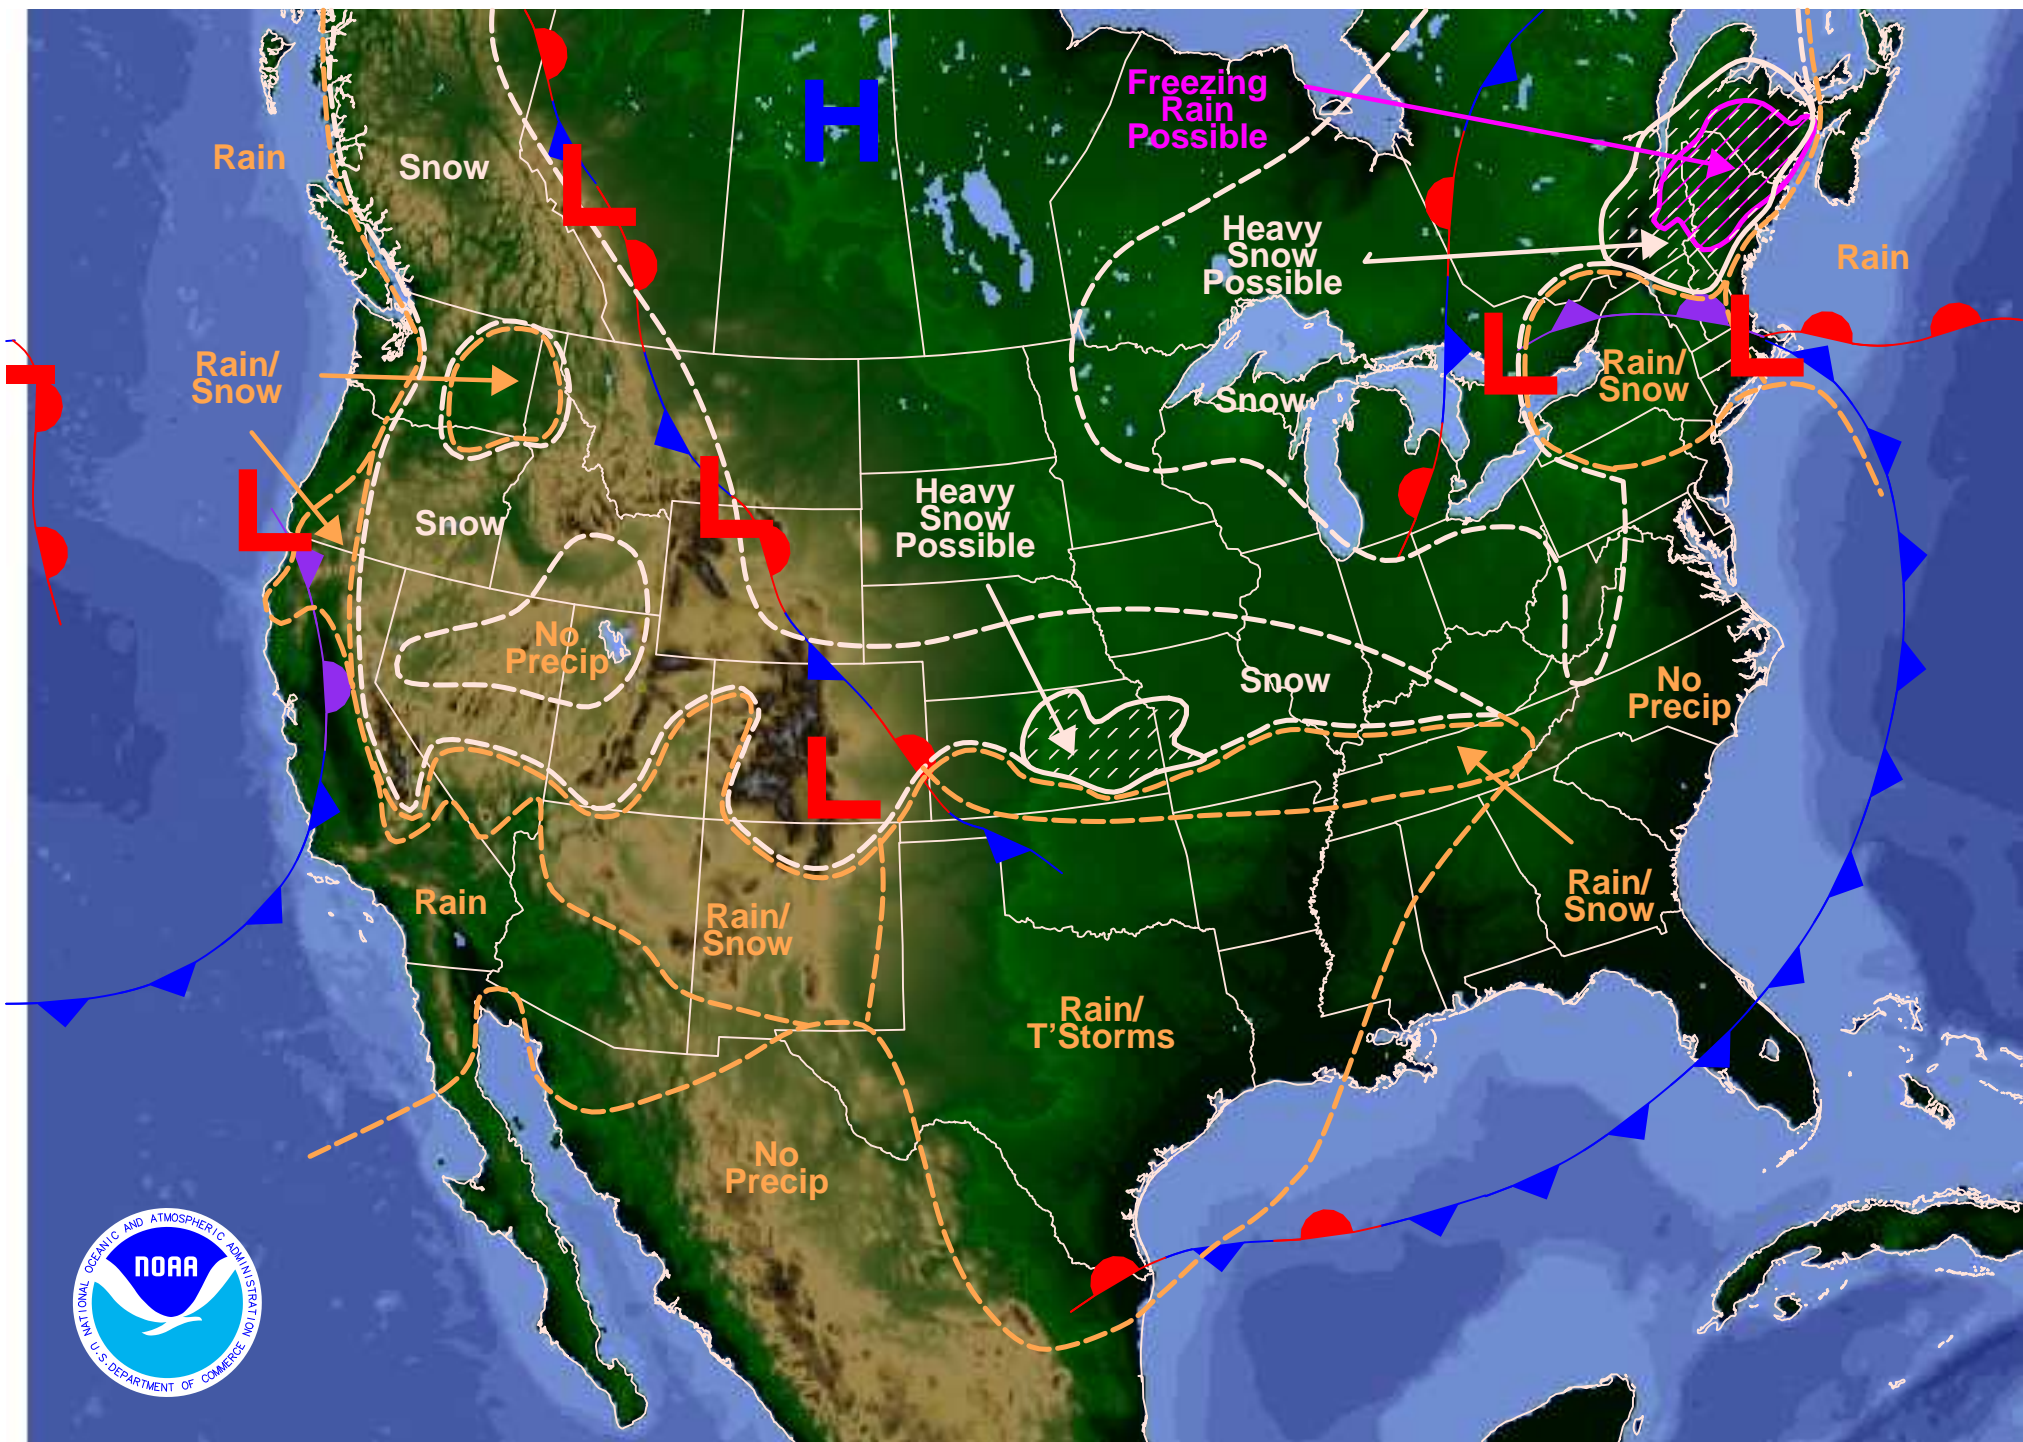 H
Freezing
Rain
Possible
Rain
Snow
L
Heavy
Snow
Possible
Rain
L
L
Rain/
Snow
Rain/
Snow
L
Snow
L
L
Heavy
Snow
Possible
Snow
No
Precip
Snow
No
Precip
L
Rain
Rain/
Snow
Rain/
Snow
Rain/
T'Storms
No
Precip
NATIONAL OCEANIC AND ATMOSPHERIC ADMINISTRATION
NOAA
U.S. DEPARTMENT OF COMMERCE